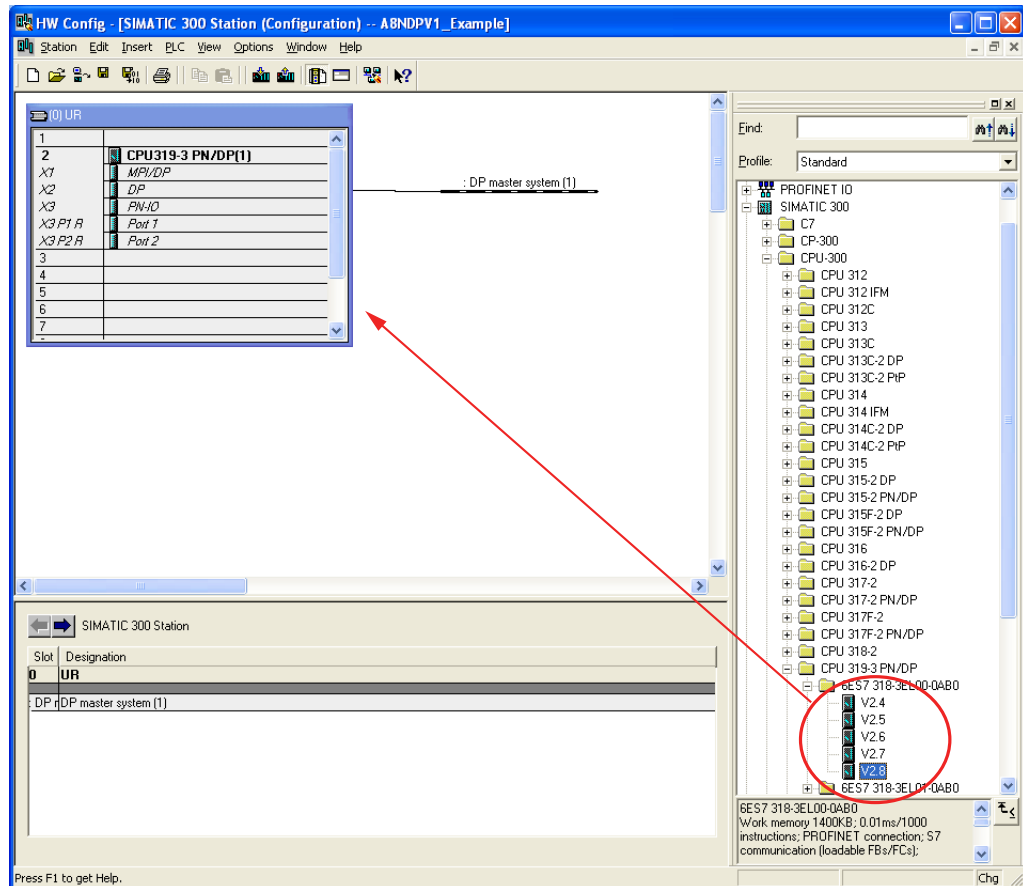 HW Config - [SIMATIC 300 Station (Configuration) -- A8NDPV1_Example]
Station Edit Insert PLC View Options Window Help
(0) UR
1
2 CPU319-3 PN/DP(1)
X1 MPI/DP
X2 DP
X3 PN-IO
X3 P1 R Port 1
X3 P2 R Port 2
3
4
5
6
7
: DP master system (1)
Find:
Profile: Standard
PROFINET IO
SIMATIC 300
C7
CP-300
CPU-300
CPU 312
CPU 312 IFM
CPU 312C
CPU 313
CPU 313C
CPU 313C-2 DP
CPU 313C-2 PtP
CPU 314
CPU 314 IFM
CPU 314C-2 DP
CPU 314C-2 PtP
CPU 315
CPU 315-2 DP
CPU 315-2 PN/DP
CPU 315F-2 DP
CPU 315F-2 PN/DP
CPU 316
CPU 316-2 DP
CPU 317-2
CPU 317-2 PN/DP
CPU 317F-2
CPU 317F-2 PN/DP
CPU 318-2
CPU 319-3 PN/DP
6ES7 318-3EL00-0AB0
V2.4
V2.5
V2.6
V2.7
V2.8
6ES7 318-3EL01-0AB0
6ES7 318-3EL00-0AB0
Work memory 1400KB; 0.01ms/1000
instructions; PROFINET connection; S7
communication (loadable FBs/FCs);
SIMATIC 300 Station
Slot Designation
0 UR
: DP r DP master system (1)
Press F1 to get Help.
Chg